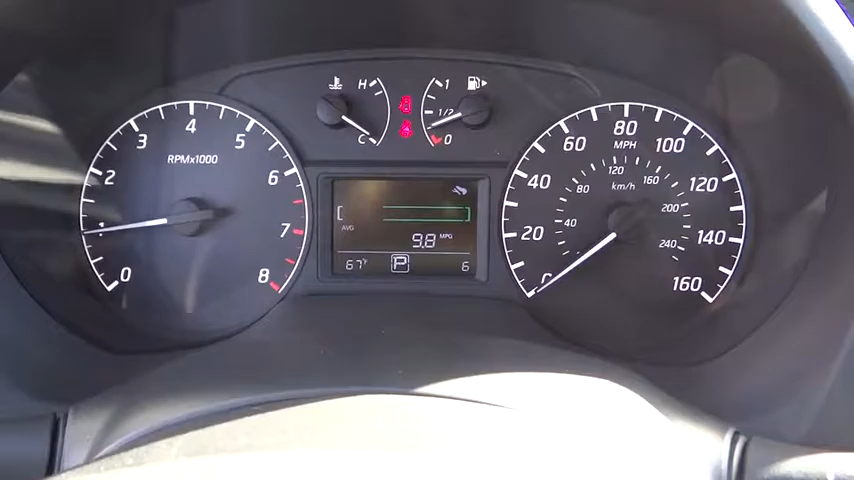 H 1
1/2
C 0
RPMx1000
0 1 2 3 4 5 6 7 8
AVG
9.8 MPG
67°F P 6
MPH
0 20 40 60 80 100 120 140 160
km/h
40 80 120 160 200 240